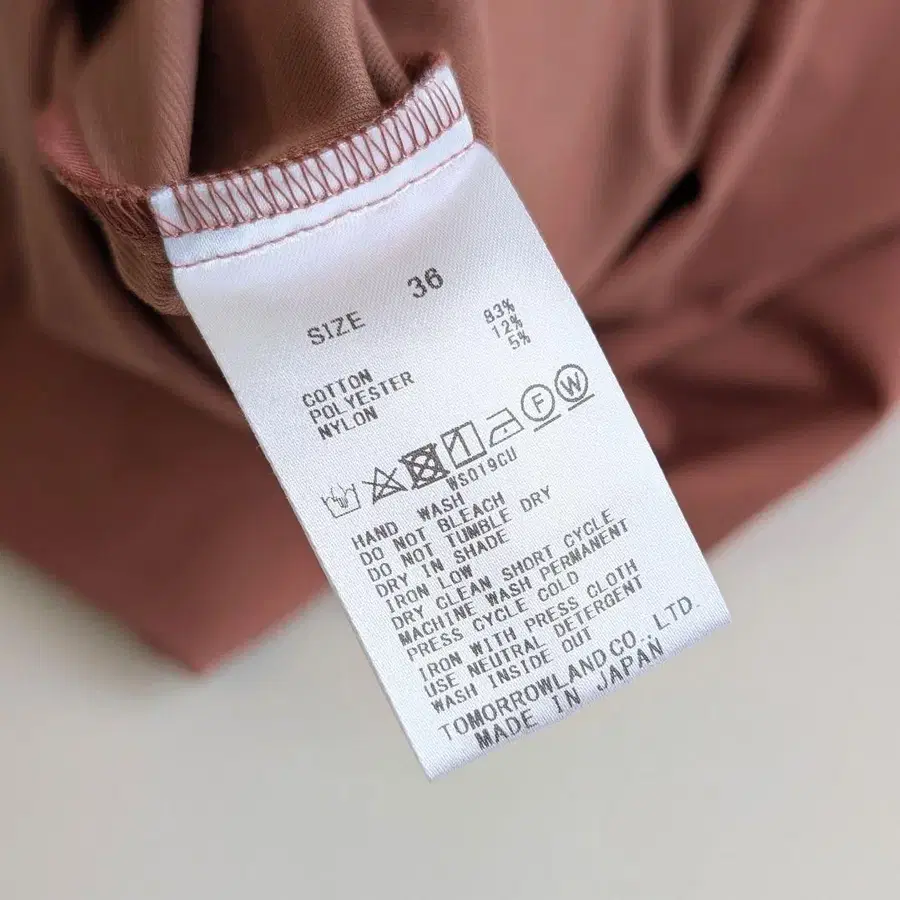 SIZE 36
COTTON 83%
POLYESTER 12%
NYLON 5%
F W
WS019CU
HAND WASH
DO NOT BLEACH
DO NOT TUMBLE DRY
DRY IN SHADE
IRON LOW
DRY CLEAN SHORT CYCLE
MACHINE WASH PERMANENT
PRESS CYCLE COLD
IRON WITH PRESS CLOTH
USE NEUTRAL DETERGENT
WASH INSIDE OUT
TOMORROWLAND CO.,LTD.
MADE IN JAPAN